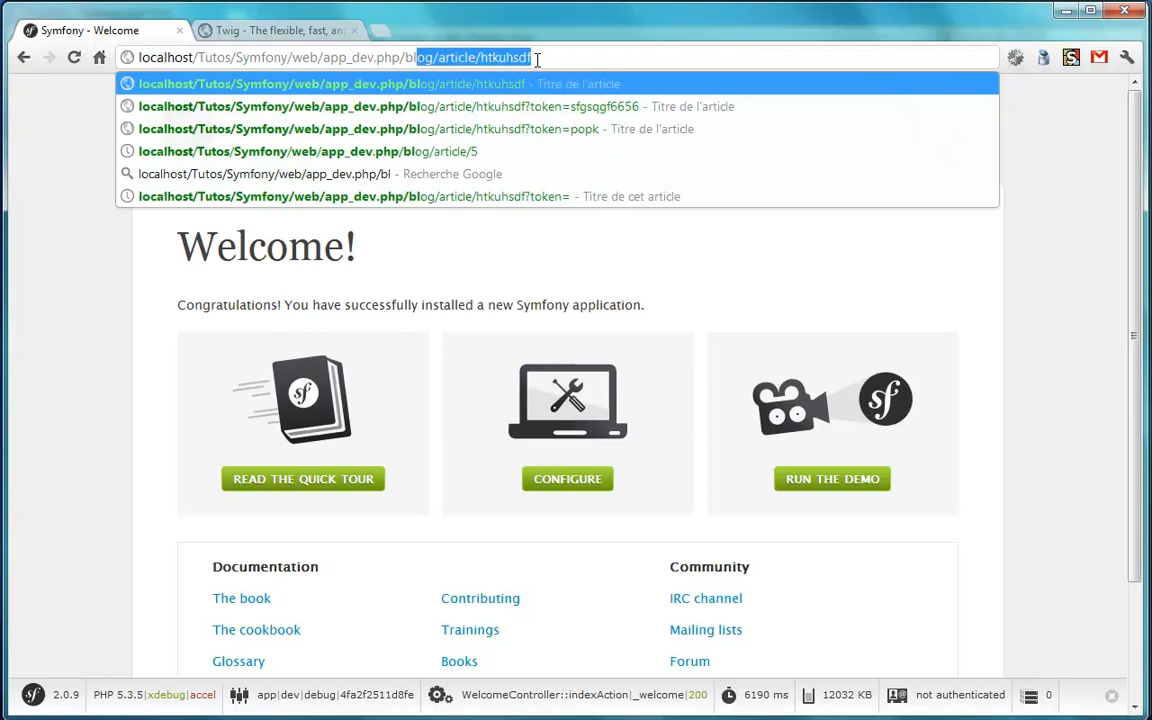 Symfony - Welcome
Twig - The flexible, fast, an
localhost/Tutos/Symfony/web/app_dev.php/blog/article/htkuhsdf
localhost/Tutos/Symfony/web/app_dev.php/blog/article/htkuhsdf - Titre de l'article
localhost/Tutos/Symfony/web/app_dev.php/blog/article/htkuhsdf?token=sfgsqgf6656 - Titre de l'article
localhost/Tutos/Symfony/web/app_dev.php/blog/article/htkuhsdf?token=popk - Titre de l'article
localhost/Tutos/Symfony/web/app_dev.php/blog/article/5
localhost/Tutos/Symfony/web/app_dev.php/bl - Recherche Google
localhost/Tutos/Symfony/web/app_dev.php/blog/article/htkuhsdf?token= - Titre de cet article
Welcome!
Congratulations! You have successfully installed a new Symfony application.
sf
sf
READ THE QUICK TOUR
CONFIGURE
RUN THE DEMO
Documentation
Community
The book
Contributing
IRC channel
The cookbook
Trainings
Mailing lists
Glossary
Books
Forum
sf 2.0.9 PHP 5.3.5|xdebug|accel app|dev|debug|4fa2f2511d8fe WelcomeController::indexAction|_welcome|200 6190 ms 12032 KB not authenticated 0